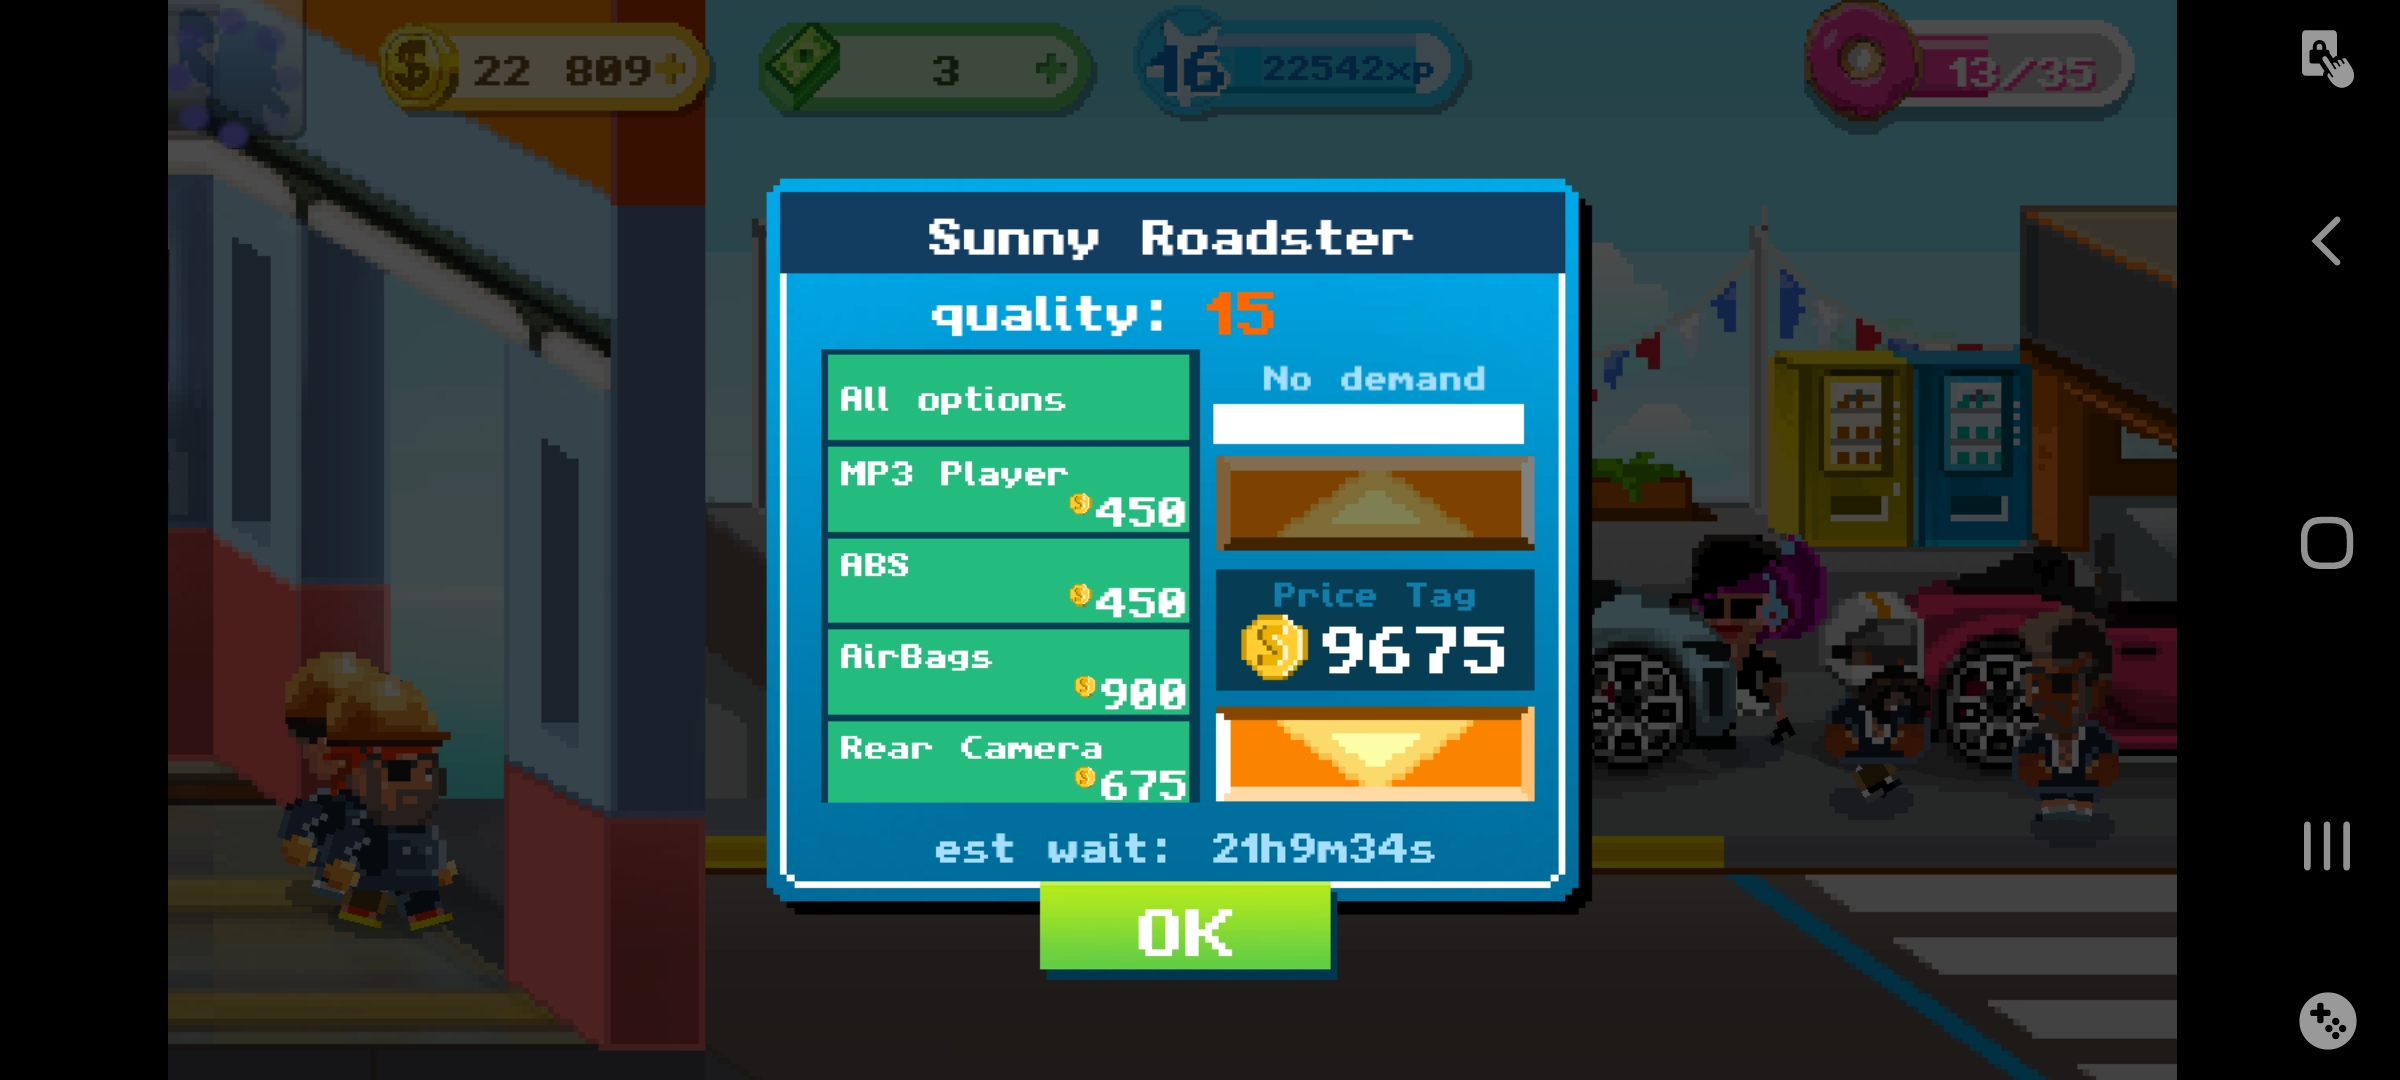 22 809+
3 +
16 22542xp
13/35
Sunny Roadster
quality: 15
All options
MP3 Player
450
ABS
450
AirBags
900
Rear Camera
675
No demand
Price Tag
9675
est wait: 21h9m34s
OK